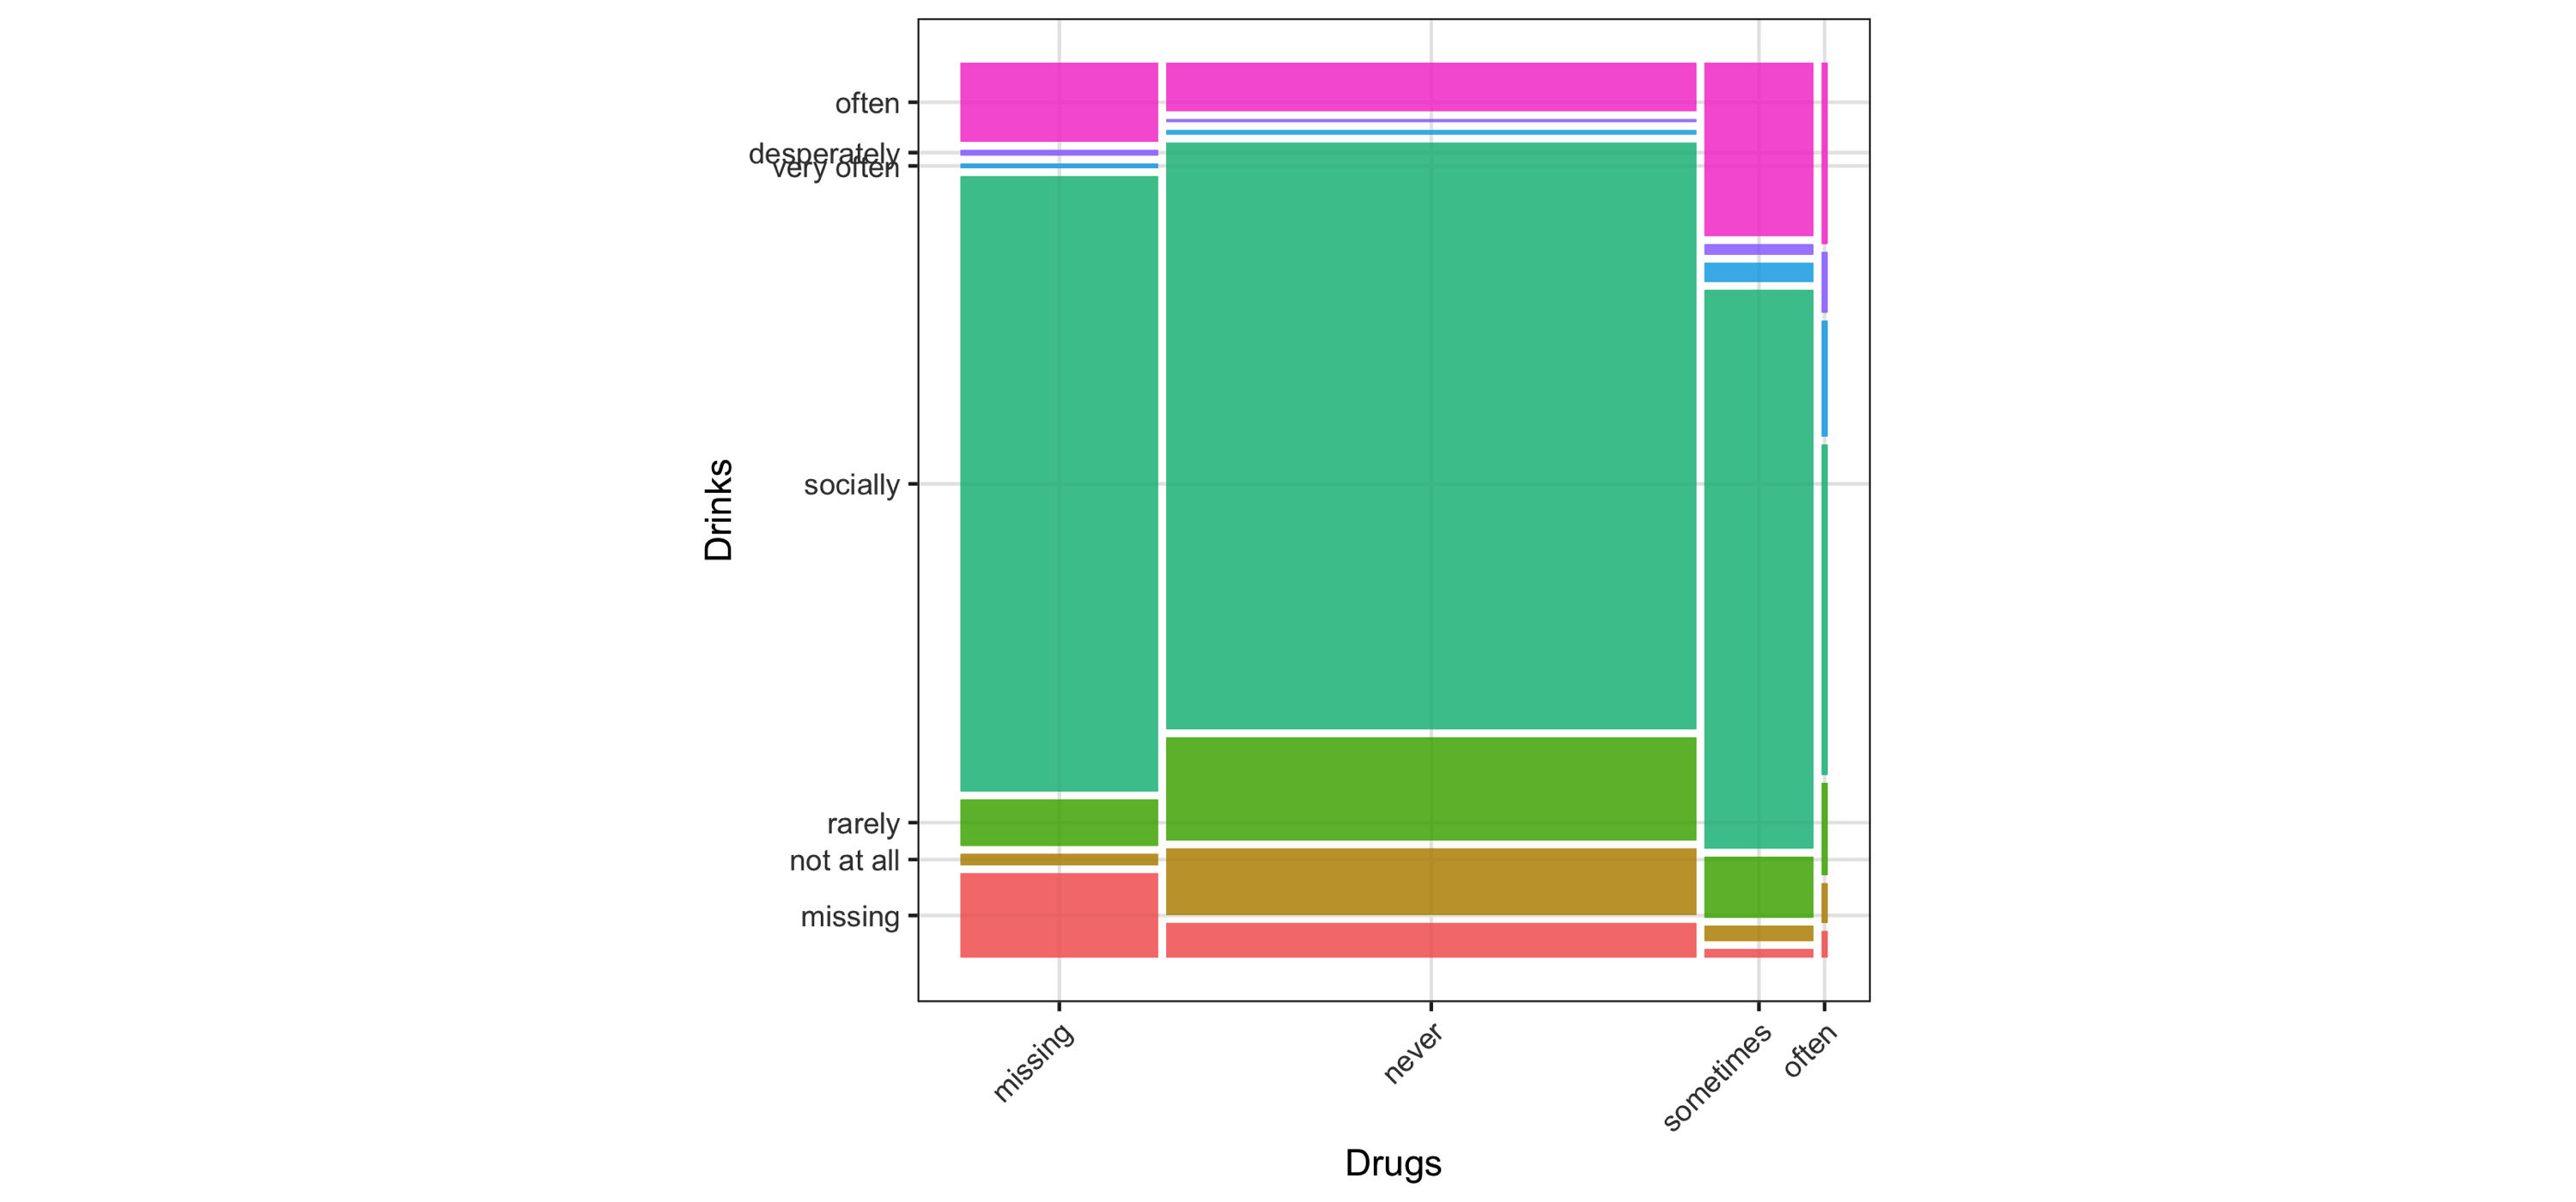 often
desperately
very often
socially
rarely
not at all
missing
Drinks
missing
never
sometimes
often
Drugs